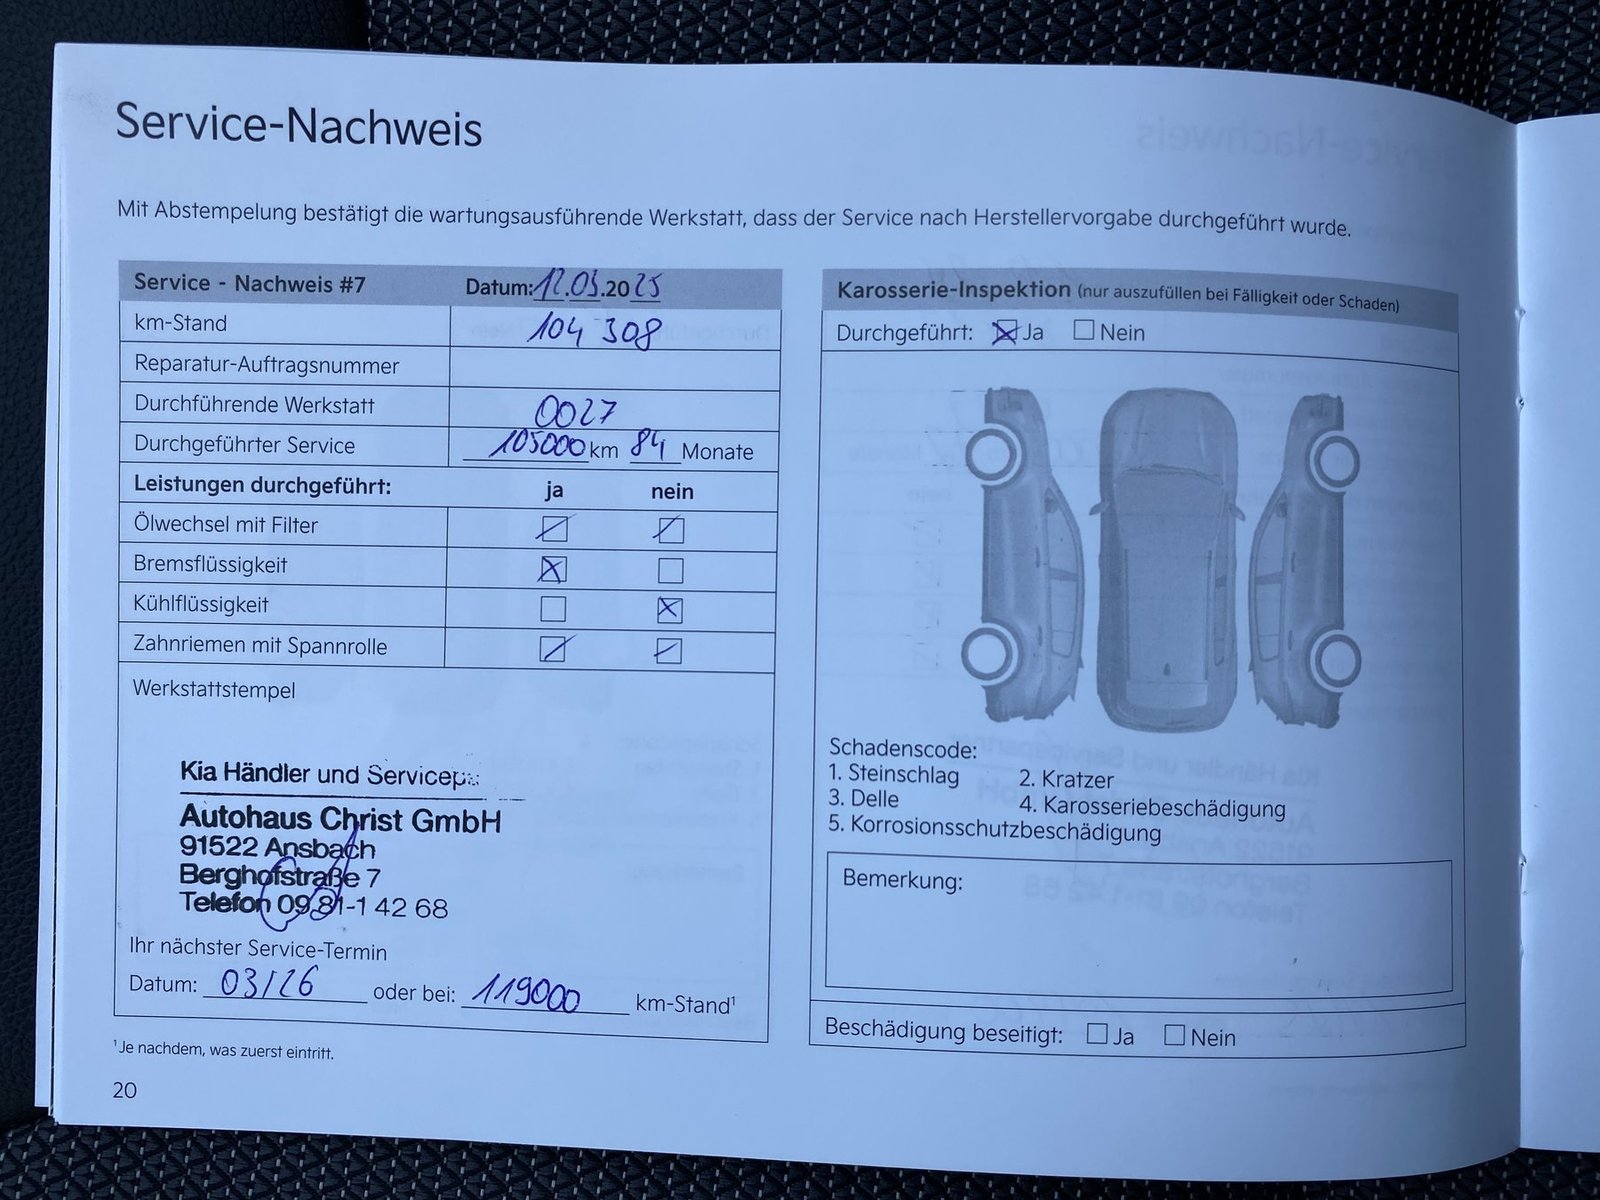 Service-Nachweis
Mit Abstempelung bestätigt die wartungsausführende Werkstatt, dass der Service nach Herstellervorgabe durchgeführt wurde.
Service - Nachweis #7 Datum: 12.03.2025
km-Stand 104 308
Reparatur-Auftragsnummer
Durchführende Werkstatt 0027
Durchgeführter Service 105000 km 84 Monate
Leistungen durchgeführt: ja nein
Ölwechsel mit Filter
Bremsflüssigkeit
Kühlflüssigkeit
Zahnriemen mit Spannrolle
Werkstattstempel
Kia Händler und
Autohaus Christ GmbH
91522 Ansbach
Berghofstraße 7
Telefon 09 81-1 42 68
Ihr nächster Service-Termin
Datum: 03/26 oder bei: 119000 km-Stand¹
¹Je nachdem, was zuerst eintritt.
20
Karosserie-Inspektion (nur auszufüllen bei Fälligkeit oder Schaden)
Durchgeführt: Ja Nein
Schadenscode:
1. Steinschlag 2. Kratzer
3. Delle 4. Karosseriebeschädigung
5. Korrosionsschutzbeschädigung
Bemerkung:
Beschädigung beseitigt: Ja Nein